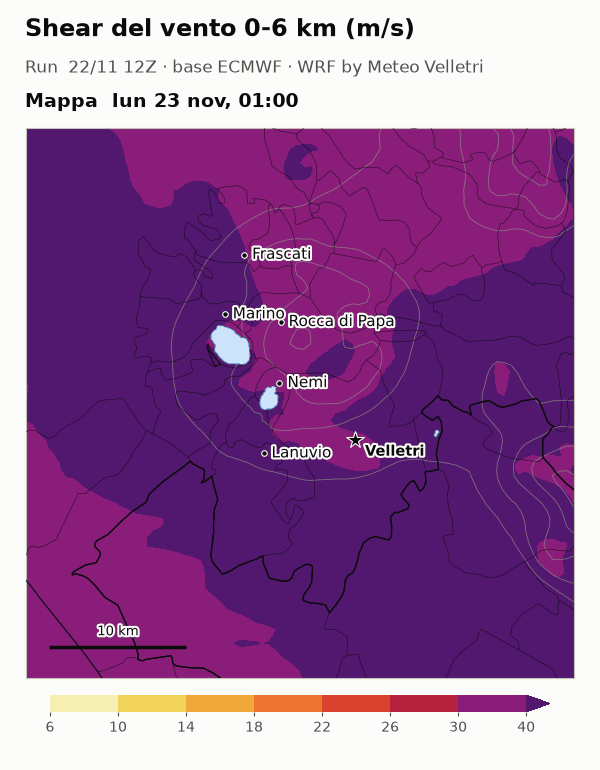 Shear del vento 0-6 km (m/s)
Run  22/11 12Z · base ECMWF · WRF by Meteo Velletri
Mappa  lun 23 nov, 01:00
Frascati
Marino
Rocca di Papa
Nemi
Velletri
Lanuvio
10 km
6 10 14 18 22 26 30 40